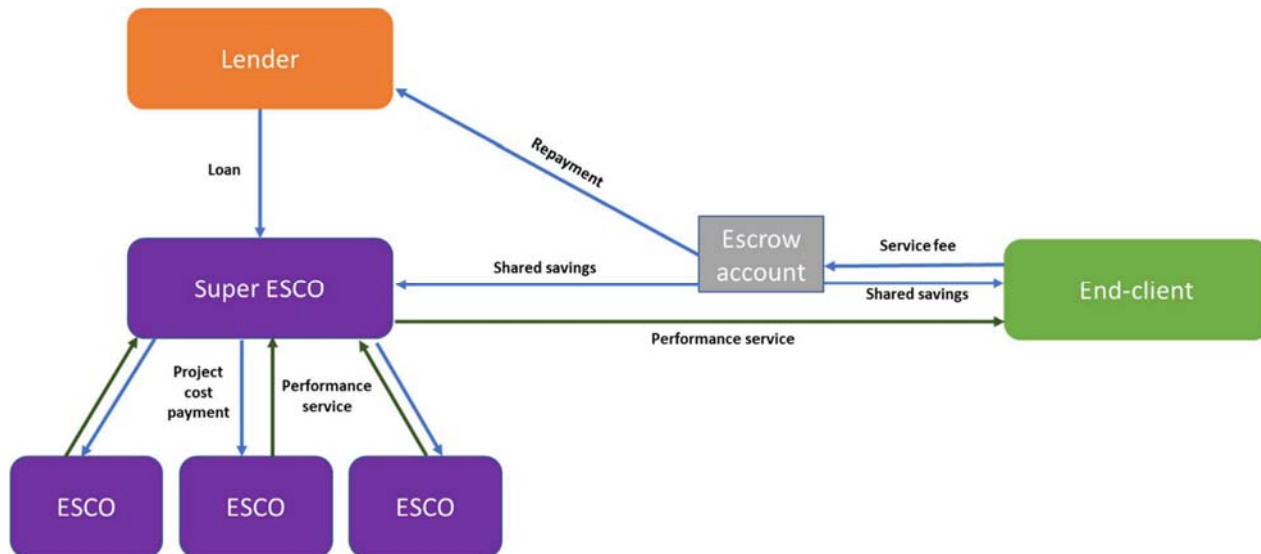 Lender
Loan
Repayment
Escrow
account
Service fee
Shared savings
Shared savings
Super ESCO
End-client
Performance service
Project
cost
payment
Performance
service
ESCO
ESCO
ESCO